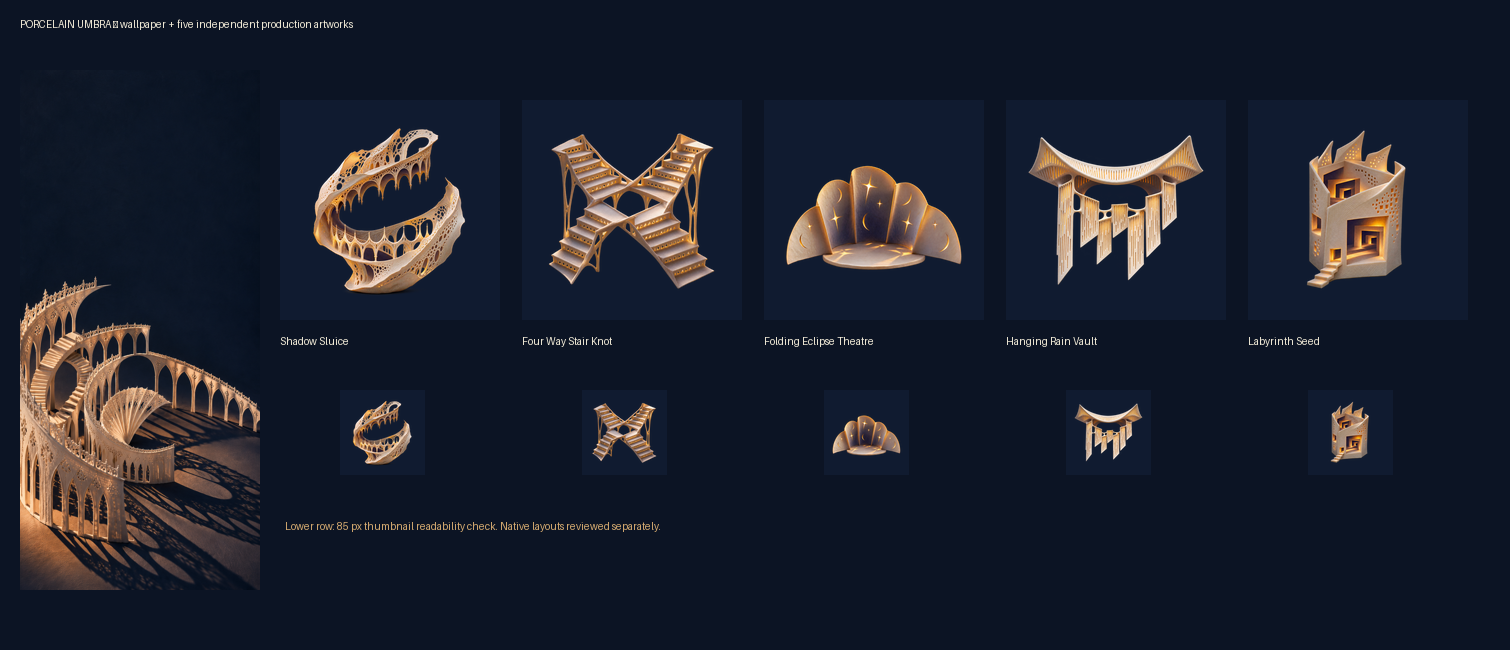 PORCELAIN UMBRA▯wallpaper + five independent production artworks
Shadow Sluice
Four Way Stair Knot
Folding Eclipse Theatre
Hanging Rain Vault
Labyrinth Seed
Lower row: 85 px thumbnail readability check. Native layouts reviewed separately.